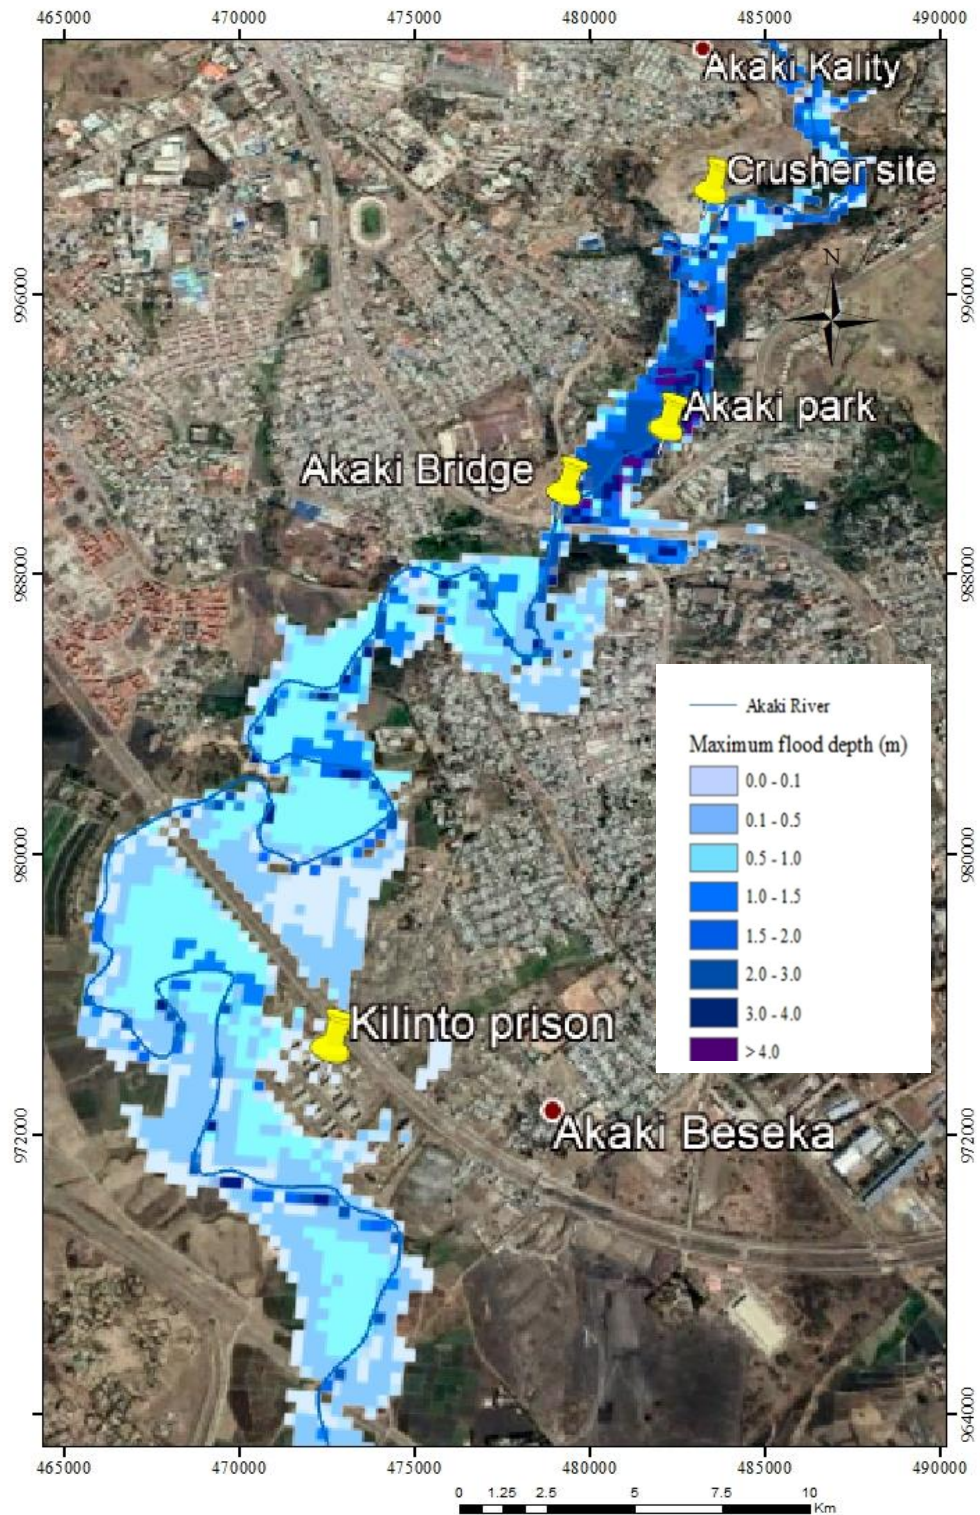 465000 470000 475000 480000 485000 490000
Akaki Kality
Crusher site
N
996000 996000
Akaki park
Akaki Bridge
988000 988000
Akaki River
Maximum flood depth (m)
0.0 - 0.1
0.1 - 0.5
0.5 - 1.0
1.0 - 1.5
1.5 - 2.0
2.0 - 3.0
3.0 - 4.0
> 4.0
980000 980000
Kilinto prison
Akaki Beseka
972000 972000
964000
465000 470000 475000 480000 485000 490000
0 1.25 2.5 5 7.5 10
Km